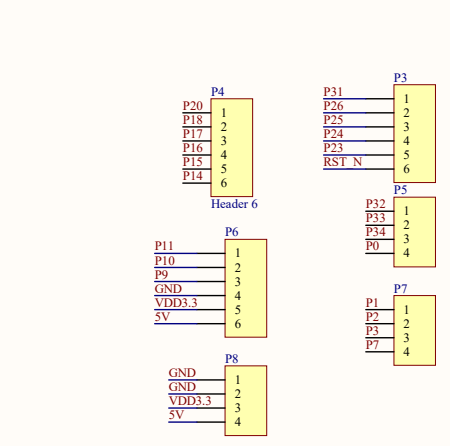 P4
P20 1
P18 2
P17 3
P16 4
P15 5
P14 6
Header 6
P3
P31 1
P26 2
P25 3
P24 4
P23 5
RST_N 6
P5
P32 1
P33 2
P34 3
P0 4
P6
P11 1
P10 2
P9 3
GND 4
VDD3.3 5
5V 6
P7
P1 1
P2 2
P3 3
P7 4
P8
GND 1
GND 2
VDD3.3 3
5V 4